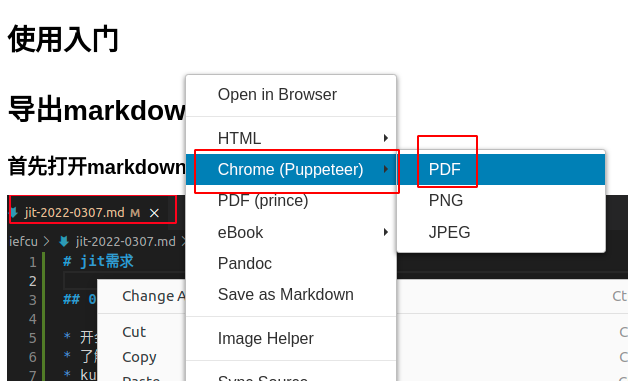 使用入门
导出markdow
首先打开markdown
Open in Browser
HTML
Chrome (Puppeteer)
PDF (prince)
eBook
Pandoc
Save as Markdown
Image Helper
Sync Source
PDF
PNG
JPEG
jit-2022-0307.md M ×
iefcu > jit-2022-0307.md >
1 # jit需求
2
3 ## 0
4
5 * 开
6 * 了解
7 * ku
Change A
Ct
Cut
C
Copy
C
Paste